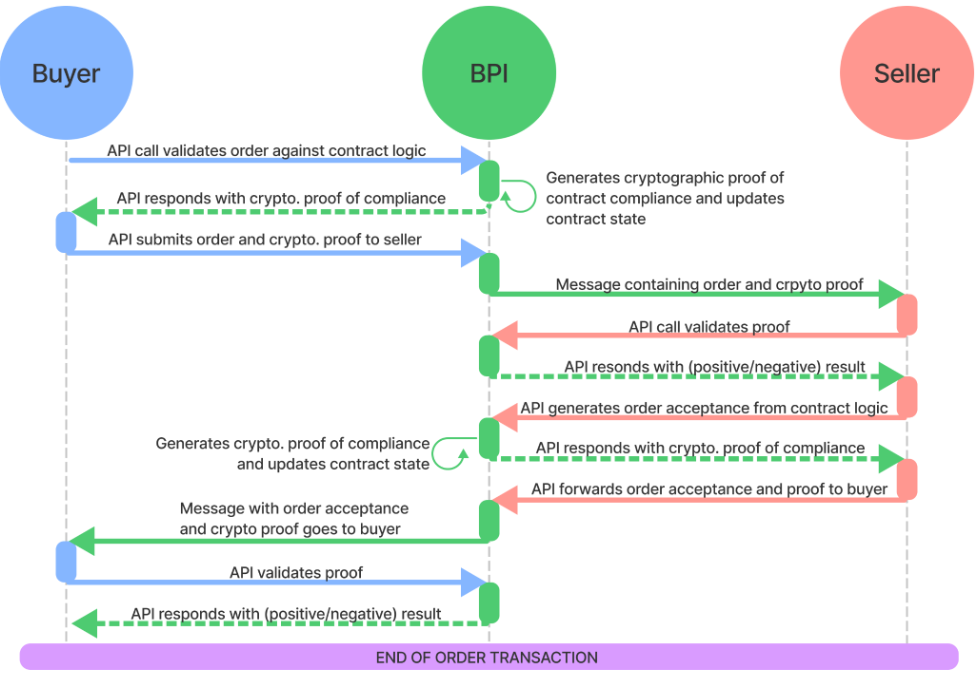 Buyer
BPI
Seller
API call validates order against contract logic
Generates cryptographic proof of
contract compliance and updates
contract state
API responds with crypto. proof of compliance
API submits order and crypto. proof to seller
Message containing order and crpyto proof
API call validates proof
API resonds with (positive/negative) result
API generates order acceptance from contract logic
Generates crypto. proof of compliance
and updates contract state
API responds with crypto. proof of compliance
API forwards order acceptance and proof to buyer
Message with order acceptance
and crypto proof goes to buyer
API validates proof
API responds with (positive/negative) result
END OF ORDER TRANSACTION